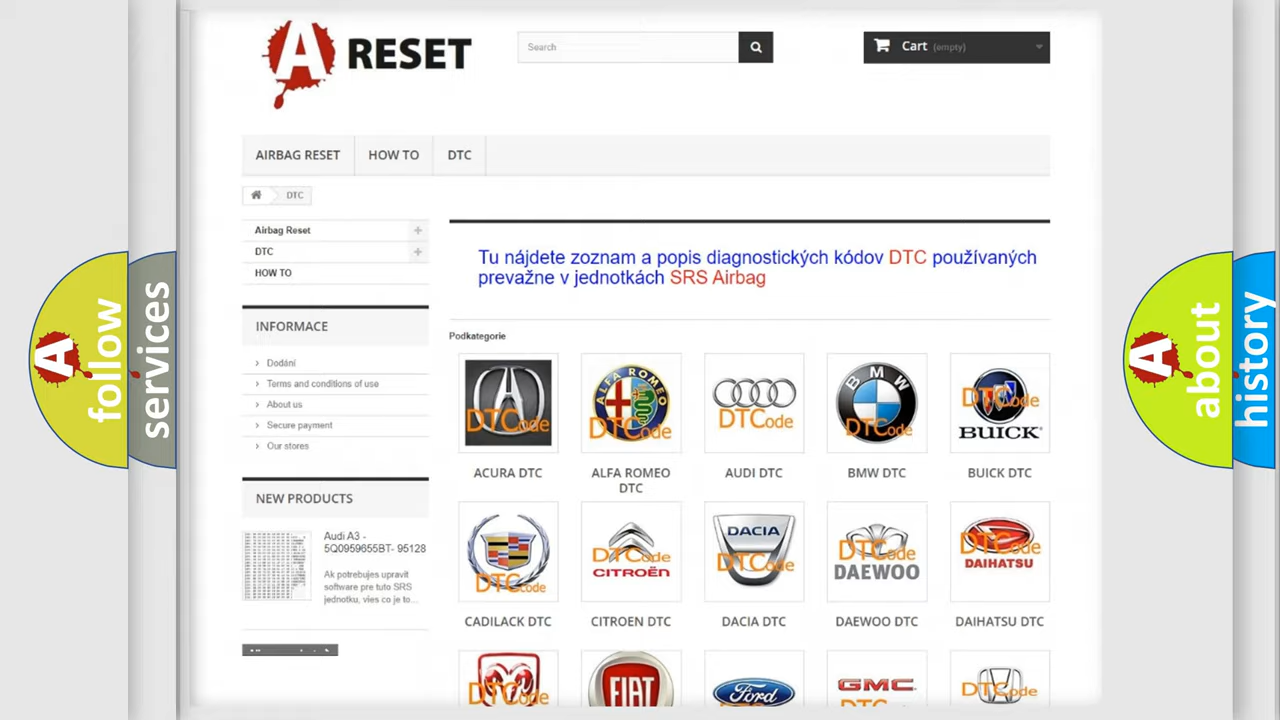 A RESET
Search
Cart (empty)
AIRBAG RESET
HOW TO
DTC
DTC
Airbag Reset
DTC
HOW TO
INFORMACE
Dodání
Terms and conditions of use
About us
Secure payment
Our stores
NEW PRODUCTS
Audi A3 -
5Q0959655BT- 95128
Ak potrebujes upravit
software pre tuto SRS
jednotku, vies co je to...
Tu nájdete zoznam a popis diagnostických kódov DTC používaných
prevažne v jednotkách SRS Airbag
Podkategorie
DTCode
ALFA ROMEO
DTCode
DTCode
BMW
DTCode
DTCode
BUICK
ACURA DTC
ALFA ROMEO
DTC
AUDI DTC
BMW DTC
BUICK DTC
DTCode
DTCode
CITROËN
DACIA
DTCode
DTCode
DAEWOO
DTCode
DAIHATSU
CADILACK DTC
CITROEN DTC
DACIA DTC
DAEWOO DTC
DAIHATSU DTC
DTCode
FIAT
Ford
GMC
DTCode
A follow
services
A about
history